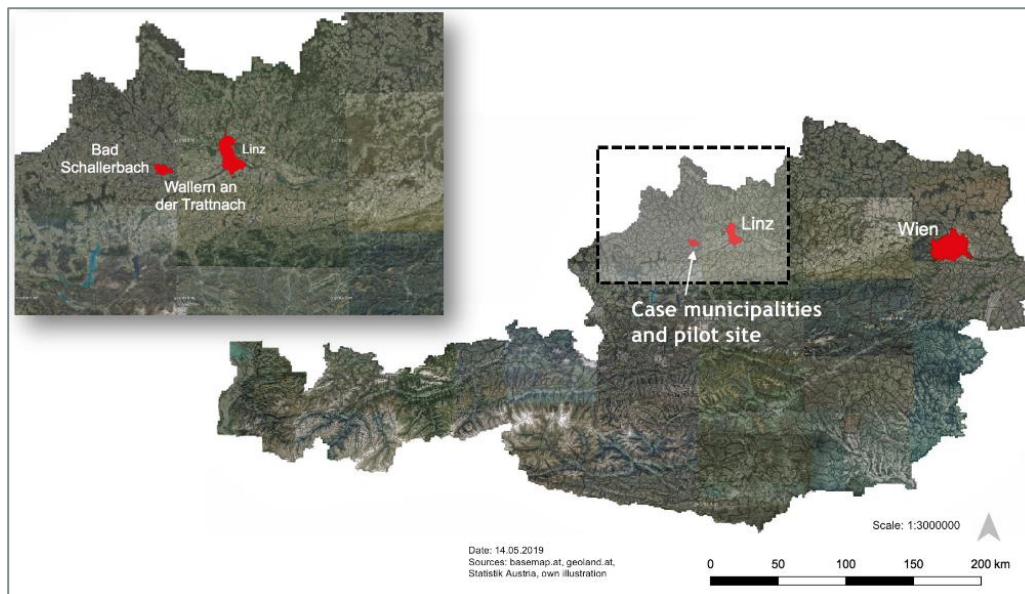 Bad
Schallerbach
Linz
Wallern an
der Trattnach
Linz
Wien
Case municipalities
and pilot site
Scale: 1:3000000
Date: 14.05.2019
Sources: basemap.at, geoland.at,
Statistik Austria, own illustration
0 50 100 150 200 km